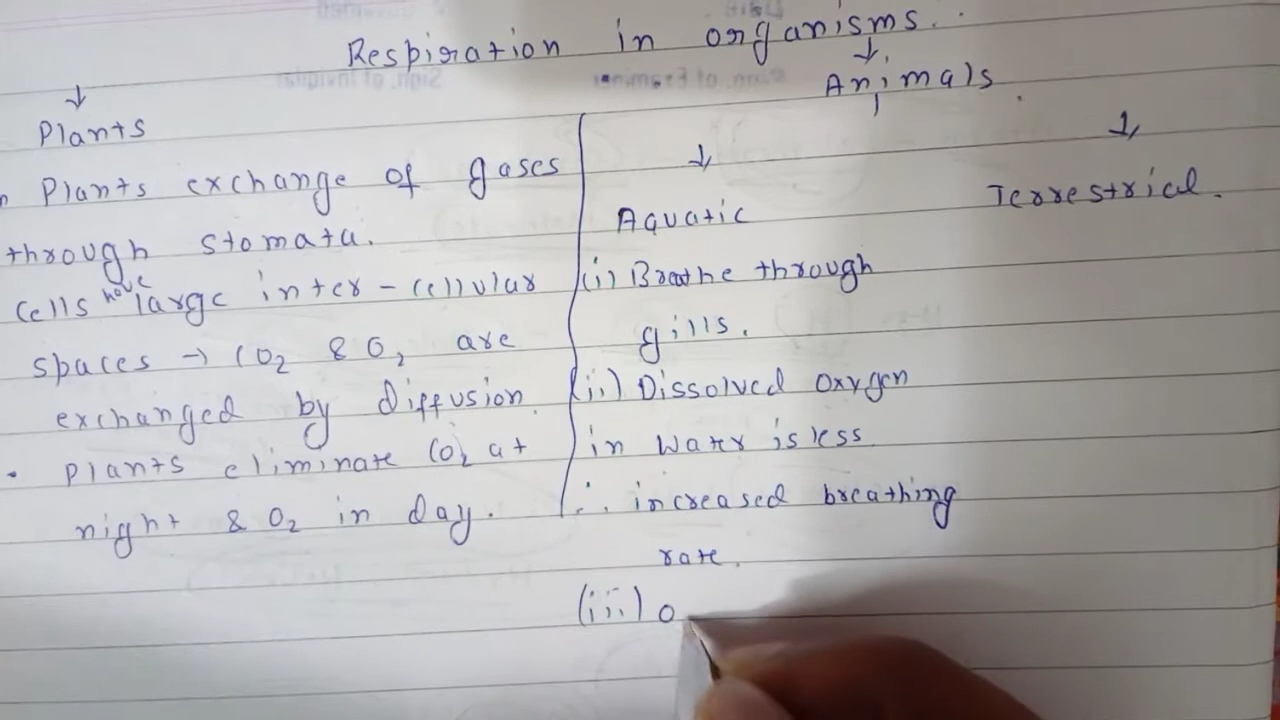 Respiration in organisms.
Plants
Plants exchange of gases
through stomata.
Cells have large inter-cellular
spaces → CO2 & O2 are
exchanged by diffusion.
• Plants eliminate CO2 at
night & O2 in day.
Animals
Aquatic
(i) Breathe through
gills.
(ii) Dissolved oxygen
in water is less
∴ increased breathing
rate.
(iii) O
Terrestrial.